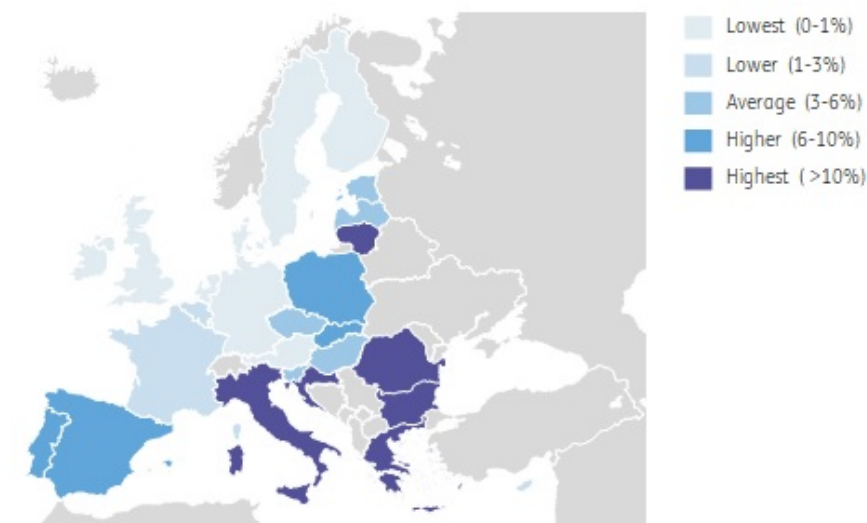 Lowest (0-1%)
Lower (1-3%)
Average (3-6%)
Higher (6-10%)
Highest ( >10%)